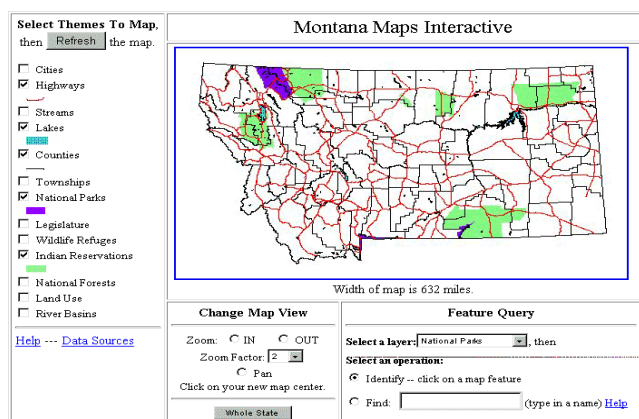 Select Themes To Map,
then Refresh the map.
Cities
Highways
Streams
Lakes
Counties
Townships
National Parks
Legislature
Wildlife Refuges
Indian Reservations
National Forests
Land Use
River Basins
Help --- Data Sources
Montana Maps Interactive
Width of map is 632 miles.
Change Map View
Zoom: IN OUT
Zoom Factor: 2
Pan
Click on your new map center.
Whole State
Feature Query
Select a layer: National Parks , then
Select an operation:
Identify -- click on a map feature
Find: (type in a name) Help